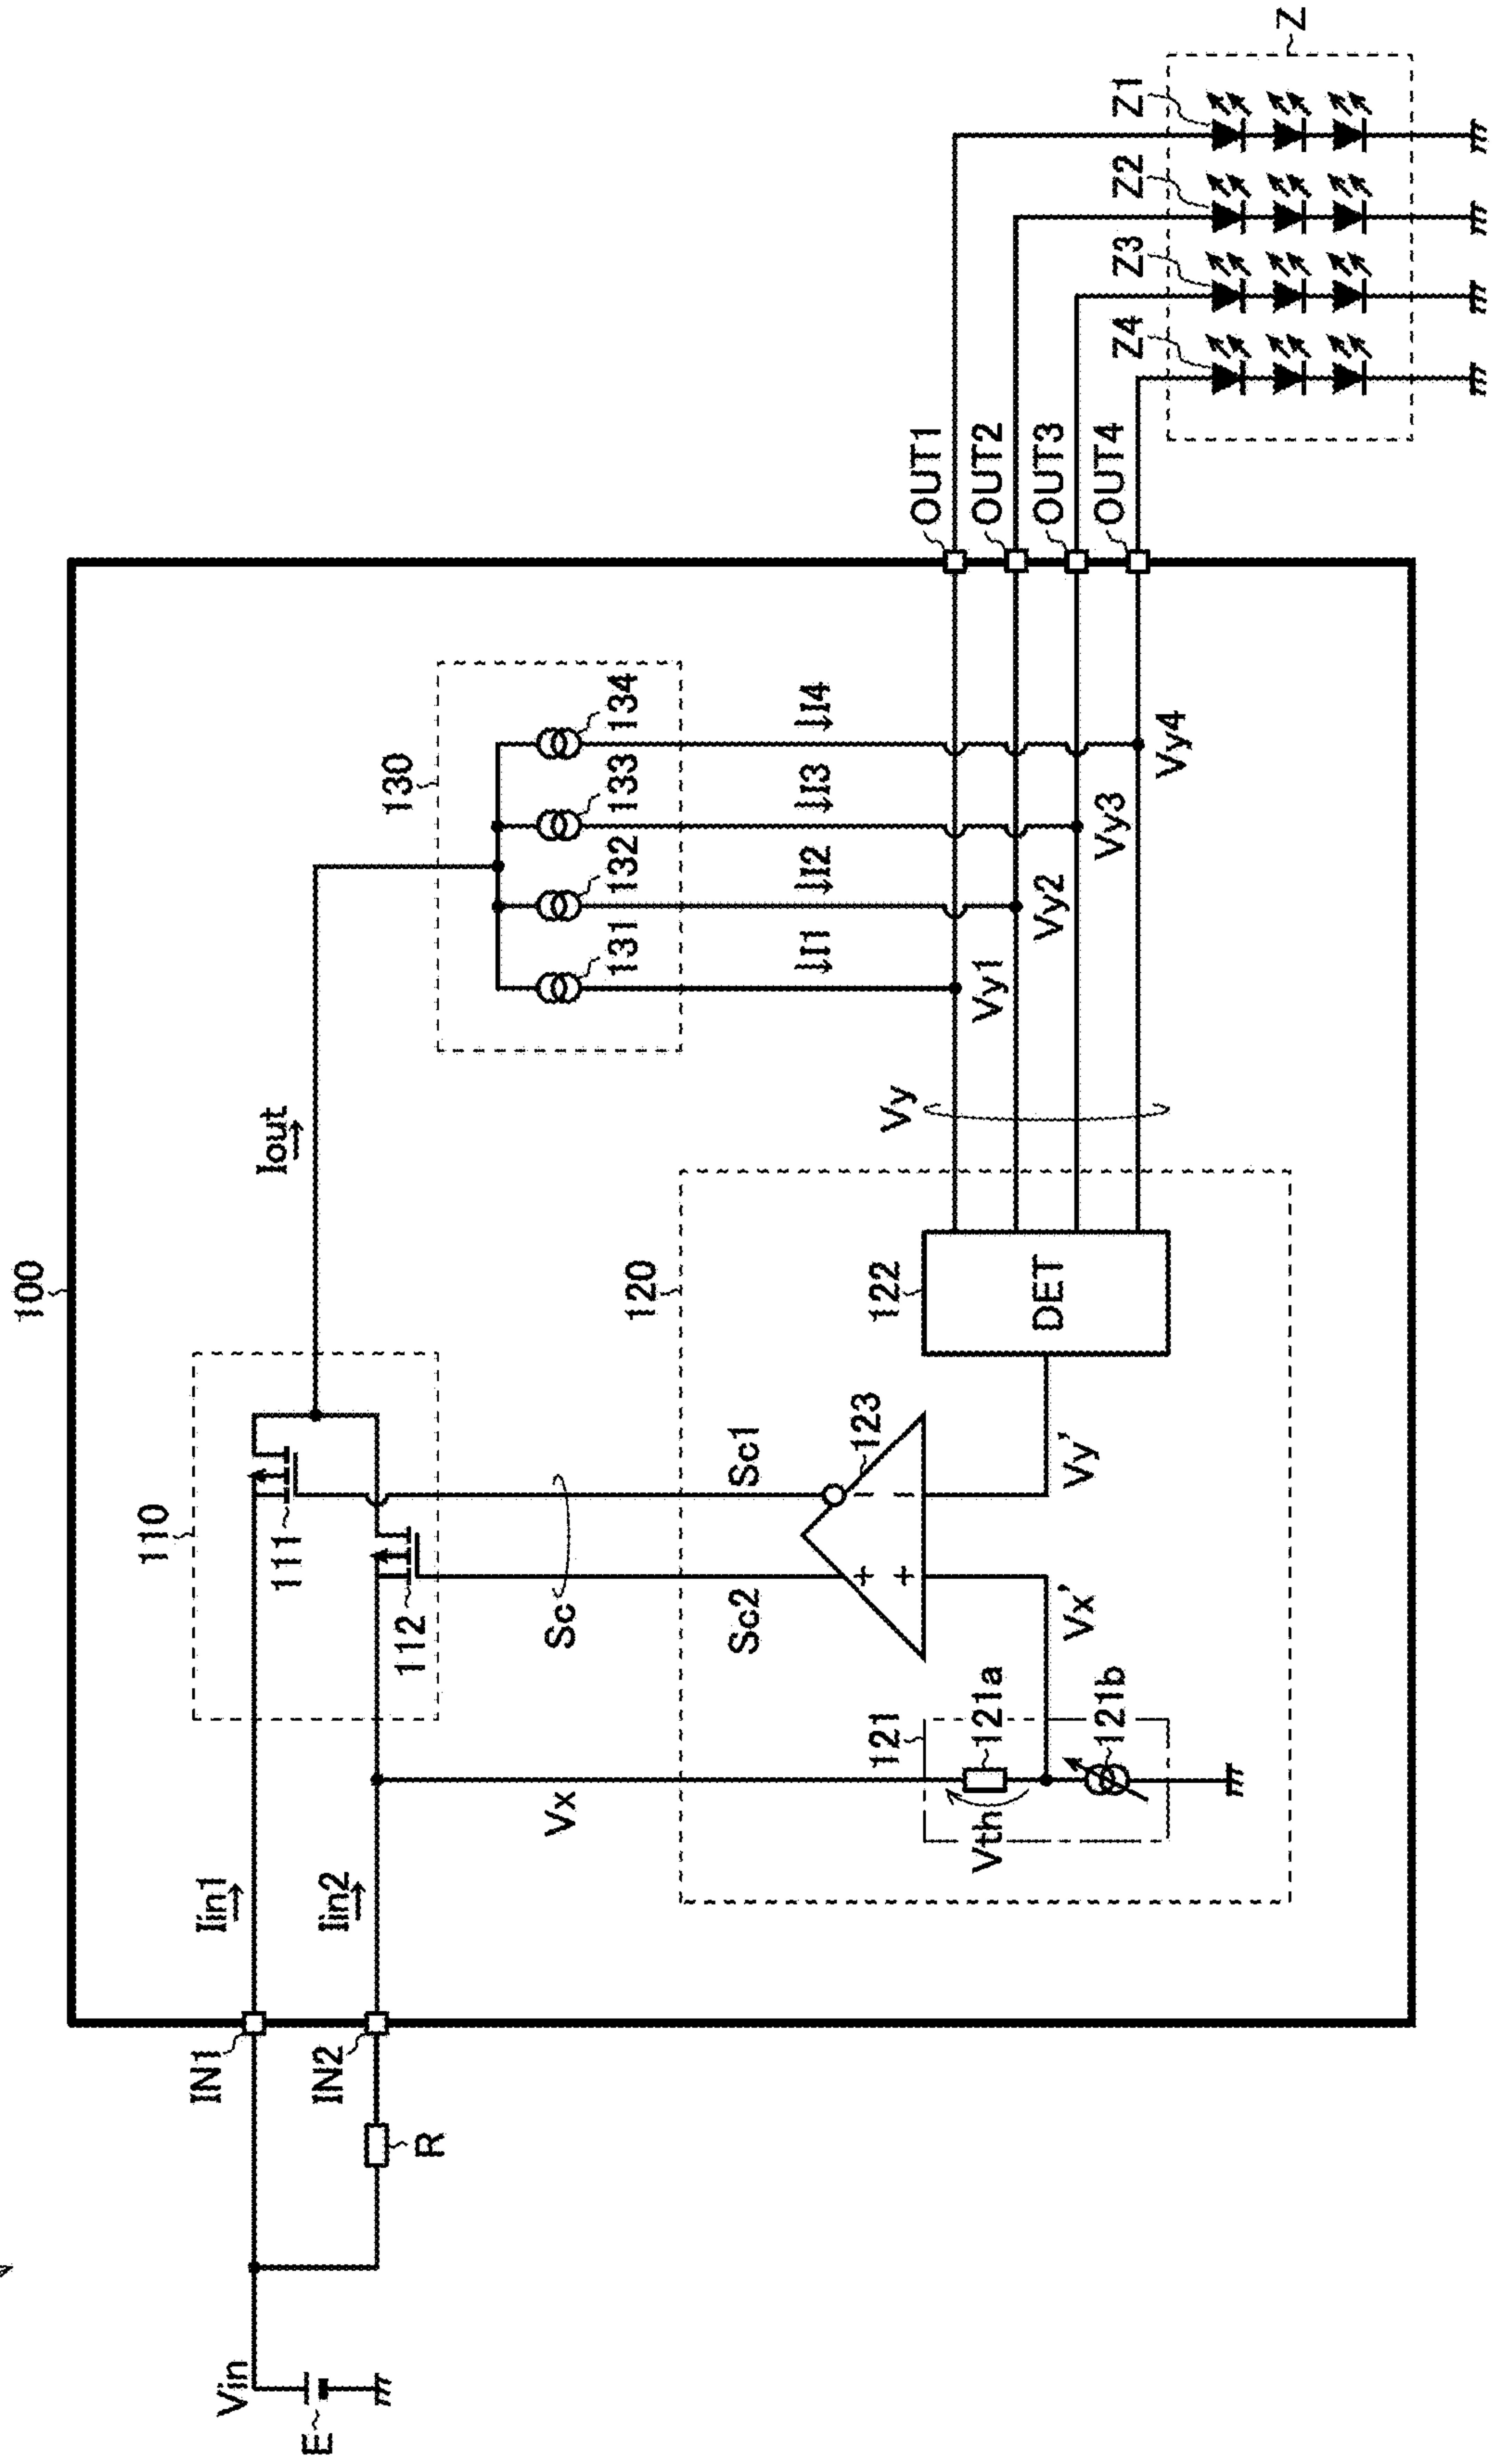 100
110
Iout
130
Vin
E
IN1
IN2
R
Iin1
Iin2
111
112
131
132
133
134
Sc
Sc1
Sc2
Vx
120
121
121a
121b
Vth
Vx'
Vy'
+
−
+
−
123
122
DET
Vy
I1
I2
I3
I4
Vy1
Vy2
Vy3
Vy4
OUT1
OUT2
OUT3
OUT4
Z4
Z3
Z2
Z1
Z